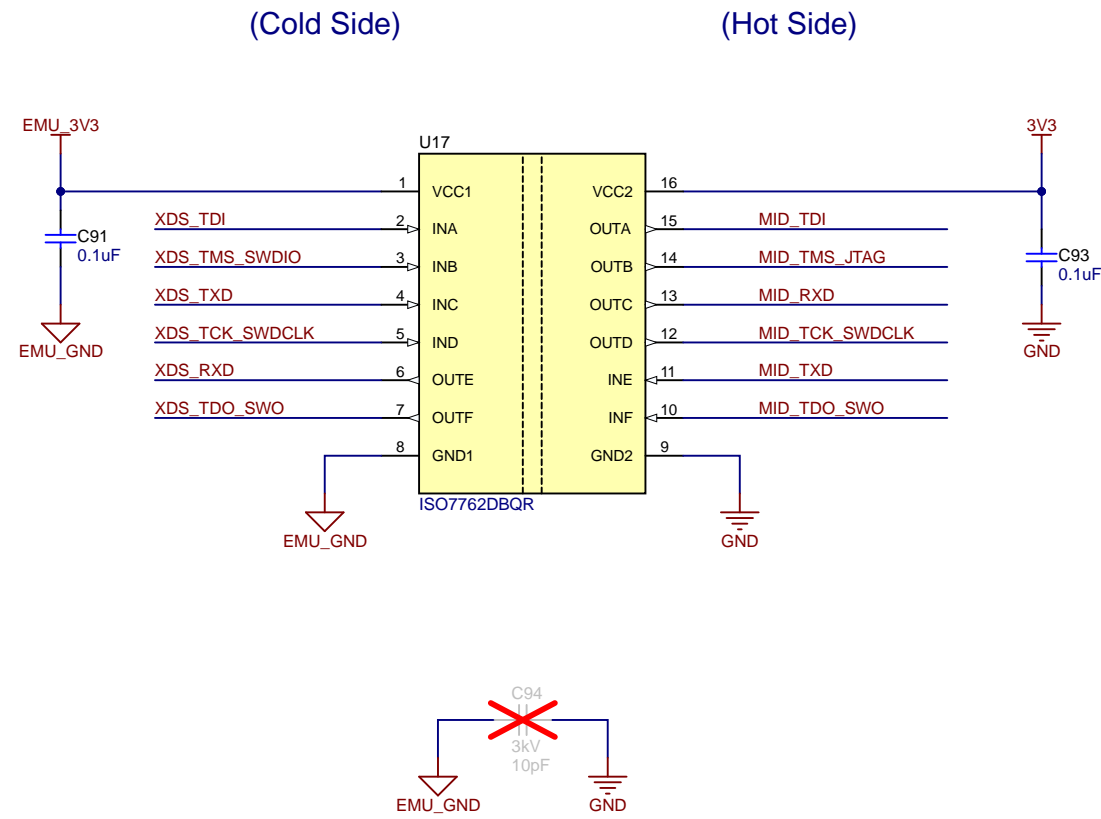 (Cold Side) (Hot Side)
EMU_3V3 3V3
U17
1 VCC1 VCC2 16
XDS_TDI 2 INA OUTA 15 MID_TDI
C91
0.1uF
XDS_TMS_SWDIO 3 INB OUTB 14 MID_TMS_JTAG
C93
0.1uF
XDS_TXD 4 INC OUTC 13 MID_RXD
XDS_TCK_SWDCLK 5 IND OUTD 12 MID_TCK_SWDCLK
EMU_GND GND
XDS_RXD 6 OUTE INE 11 MID_TXD
XDS_TDO_SWO 7 OUTF INF 10 MID_TDO_SWO
8 GND1 GND2 9
ISO7762DBQR
EMU_GND GND
C94
3kV
10pF
EMU_GND GND